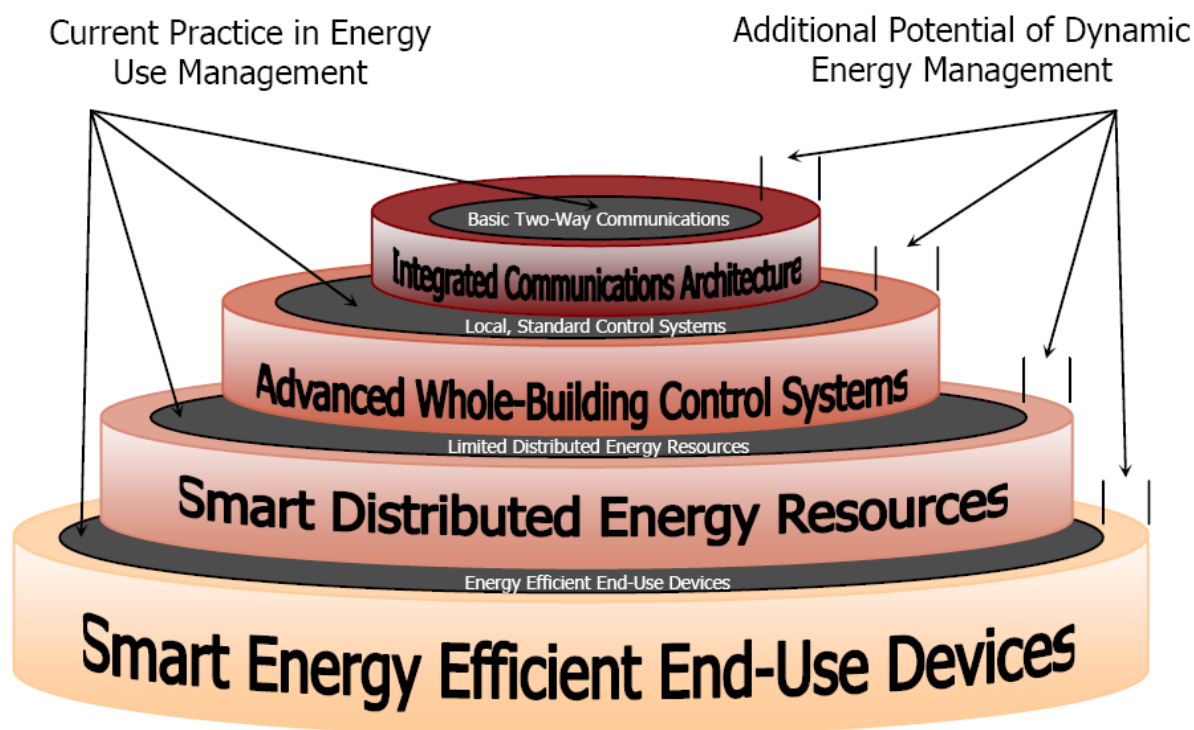 Current Practice in Energy
Use Management
Additional Potential of Dynamic
Energy Management
Basic Two-Way Communications
Integrated Communications Architecture
Local, Standard Control Systems
Advanced Whole-Building Control Systems
Limited Distributed Energy Resources
Smart Distributed Energy Resources
Energy Efficient End-Use Devices
Smart Energy Efficient End-Use Devices